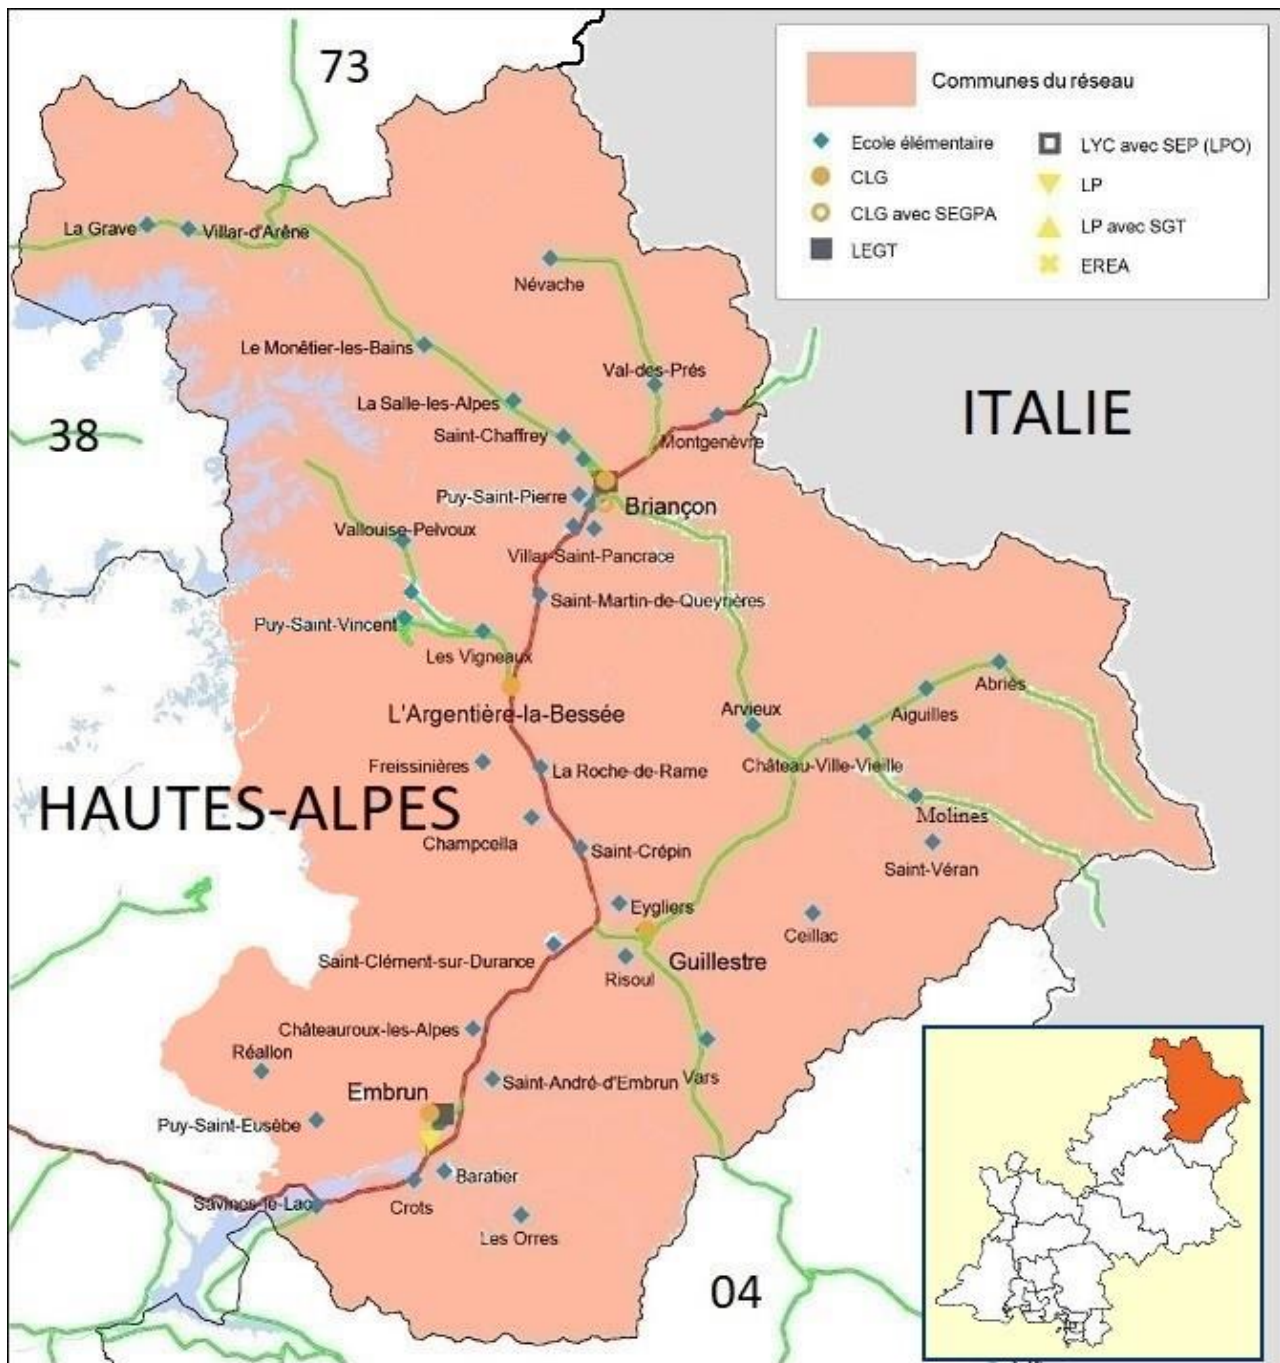 73
Communes du réseau
Ecole élémentaire
CLG
CLG avec SEGPA
LEGT
LYC avec SEP (LPO)
LP
LP avec SGT
EREA
La Grave
Villar-d'Arêne
Névache
Le Monêtier-les-Bains
Val-des-Prés
La Salle-les-Alpes
ITALIE
38
Saint-Chaffrey
Montgenèvre
Puy-Saint-Pierre
Briançon
Vallouise-Pelvoux
Villar-Saint-Pancrace
Saint-Martin-de-Queyrières
Puy-Saint-Vincent
Les Vigneaux
Abriès
L'Argentière-la-Bessée
Arvieux
Aiguilles
Freissinières
La Roche-de-Rame
Château-Ville-Vieille
HAUTES-ALPES
Molines
Champcella
Saint-Crépin
Saint-Véran
Eygliers
Ceillac
Saint-Clément-sur-Durance
Guillestre
Risoul
Châteauroux-les-Alpes
Réallon
Saint-André-d'Embrun
Vars
Embrun
Puy-Saint-Eusèbe
Baratier
Savines-le-Lac
Crots
Les Orres
04